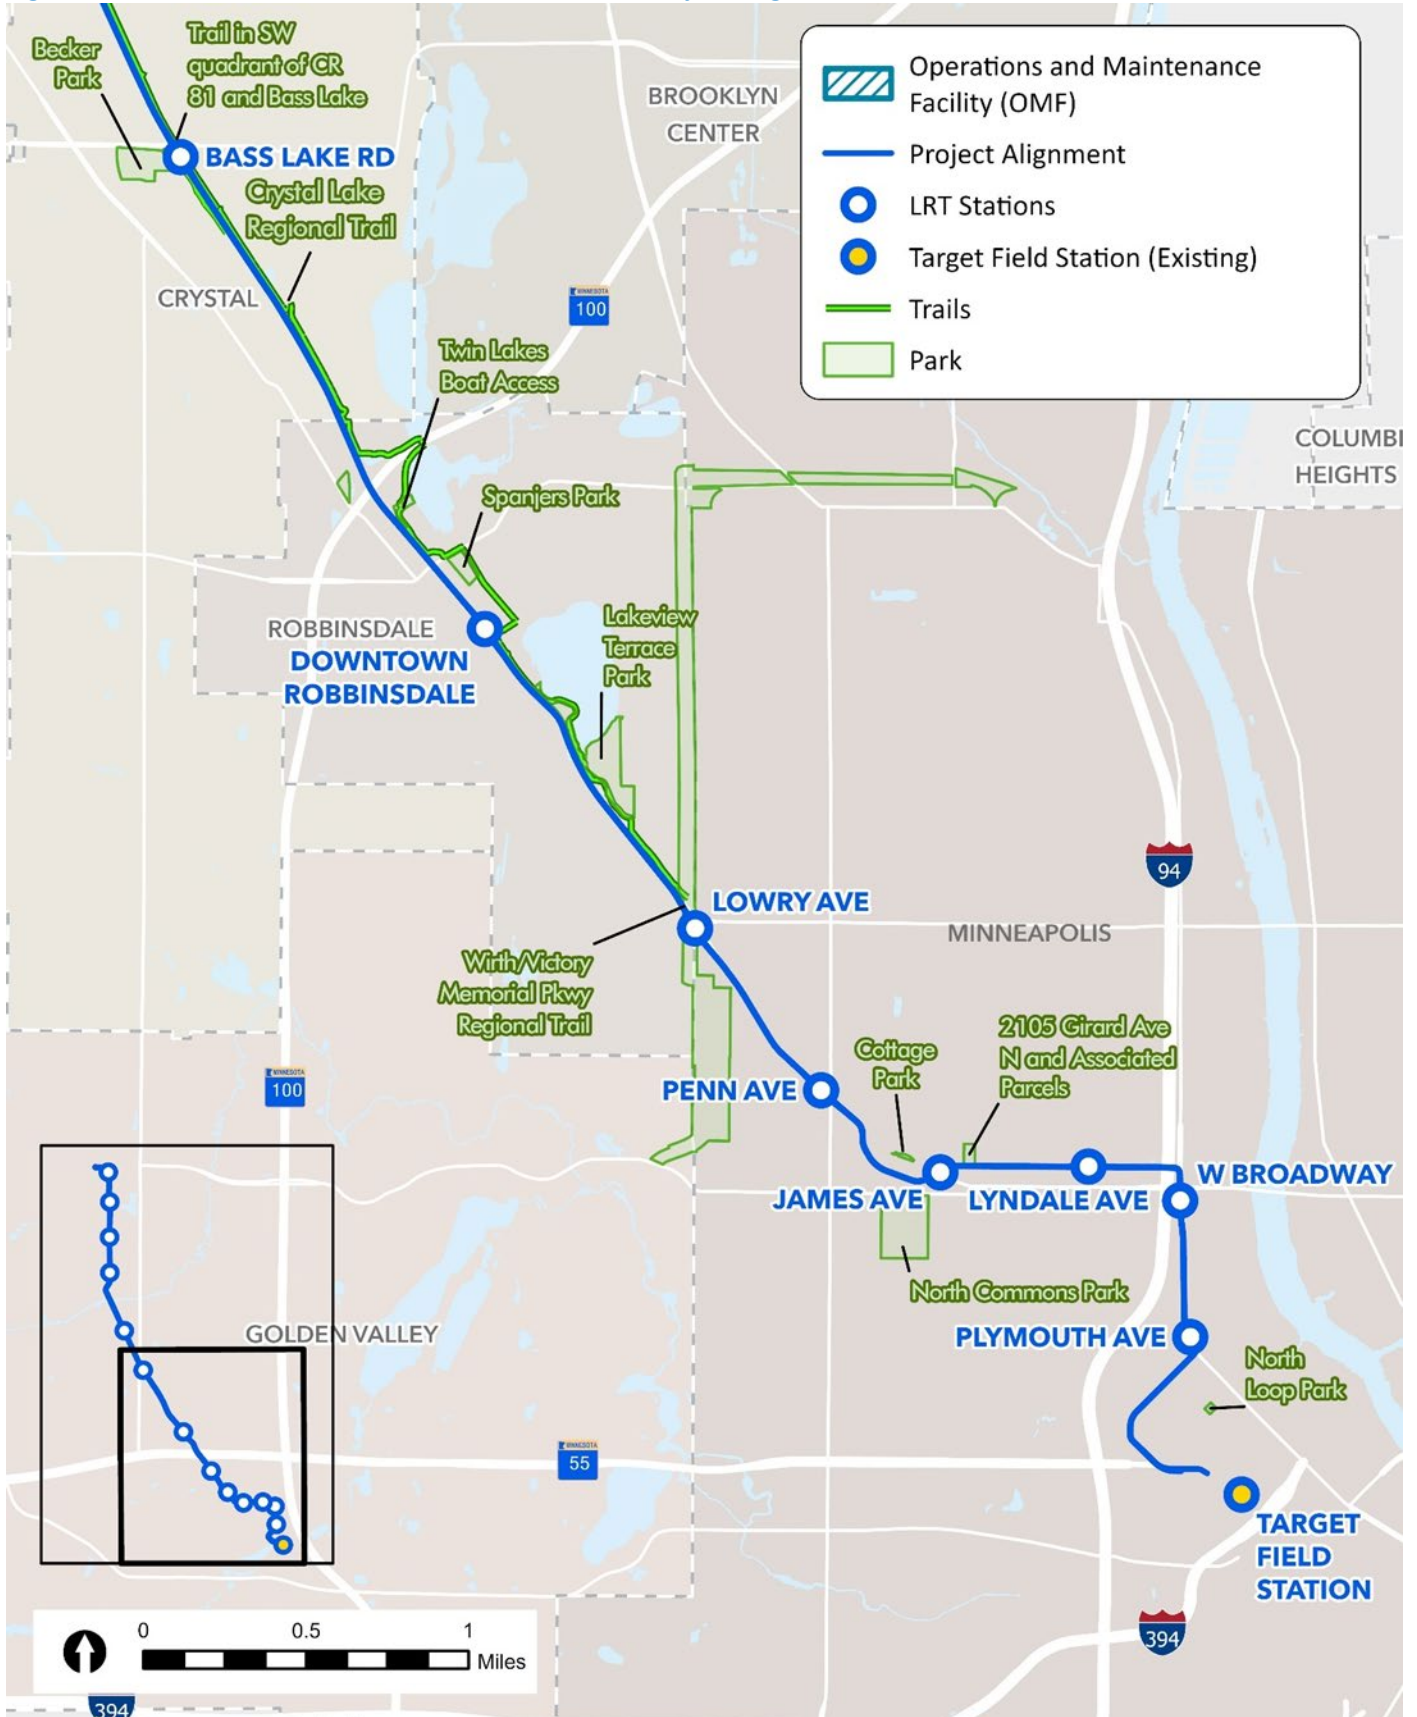 Trail in SW
quadrant of CR
81 and Bass Lake
Becker
Park
BASS LAKE RD
Crystal Lake
Regional Trail
BROOKLYN
CENTER
Operations and Maintenance
Facility (OMF)
Project Alignment
LRT Stations
Target Field Station (Existing)
Trails
Park
CRYSTAL
MINNESOTA
100
Twin Lakes
Boat Access
COLUMBI
HEIGHTS
Spanjers Park
ROBBINSDALE
DOWNTOWN
ROBBINSDALE
Lakeview
Terrace
Park
94
LOWRY AVE
MINNEAPOLIS
Wirth/Victory
Memorial Pkwy
Regional Trail
2105 Girard Ave
N and Associated
Parcels
Cottage
Park
MINNESOTA
100
PENN AVE
JAMES AVE
LYNDALE AVE
W BROADWAY
North Commons Park
GOLDEN VALLEY
PLYMOUTH AVE
North
Loop Park
MINNESOTA
55
TARGET
FIELD
STATION
394
0 0.5 1
Miles
394